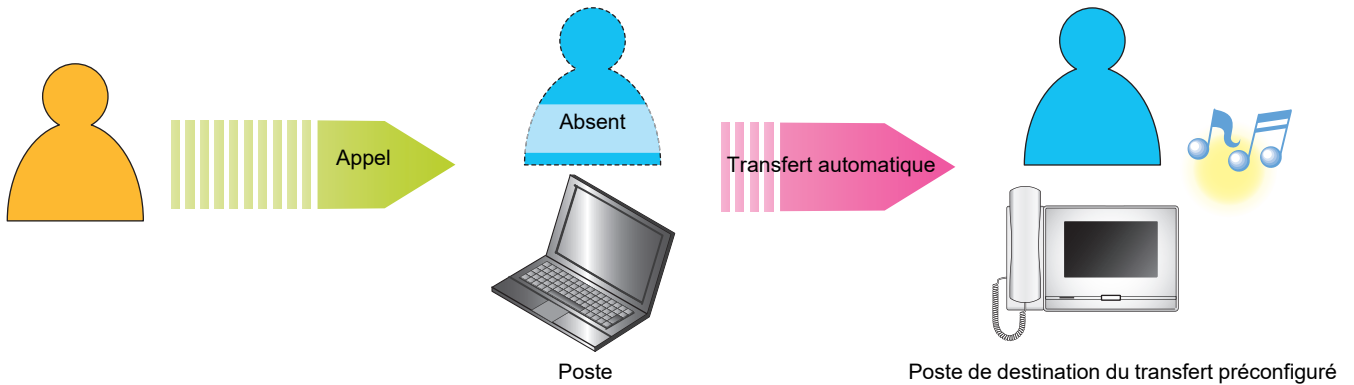 Appel
Absent
Transfert automatique
Poste
Poste de destination du transfert préconfiguré